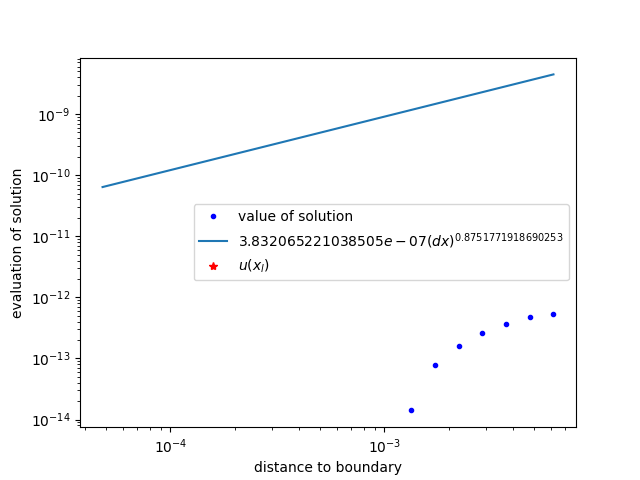 10⁻⁹
10⁻¹⁰
10⁻¹¹
10⁻¹²
10⁻¹³
10⁻¹⁴
evaluation of solution
value of solution
3.832065221038505e − 07(dx)^0.8751771918690253
u(x_l)
10⁻⁴
10⁻³
distance to boundary